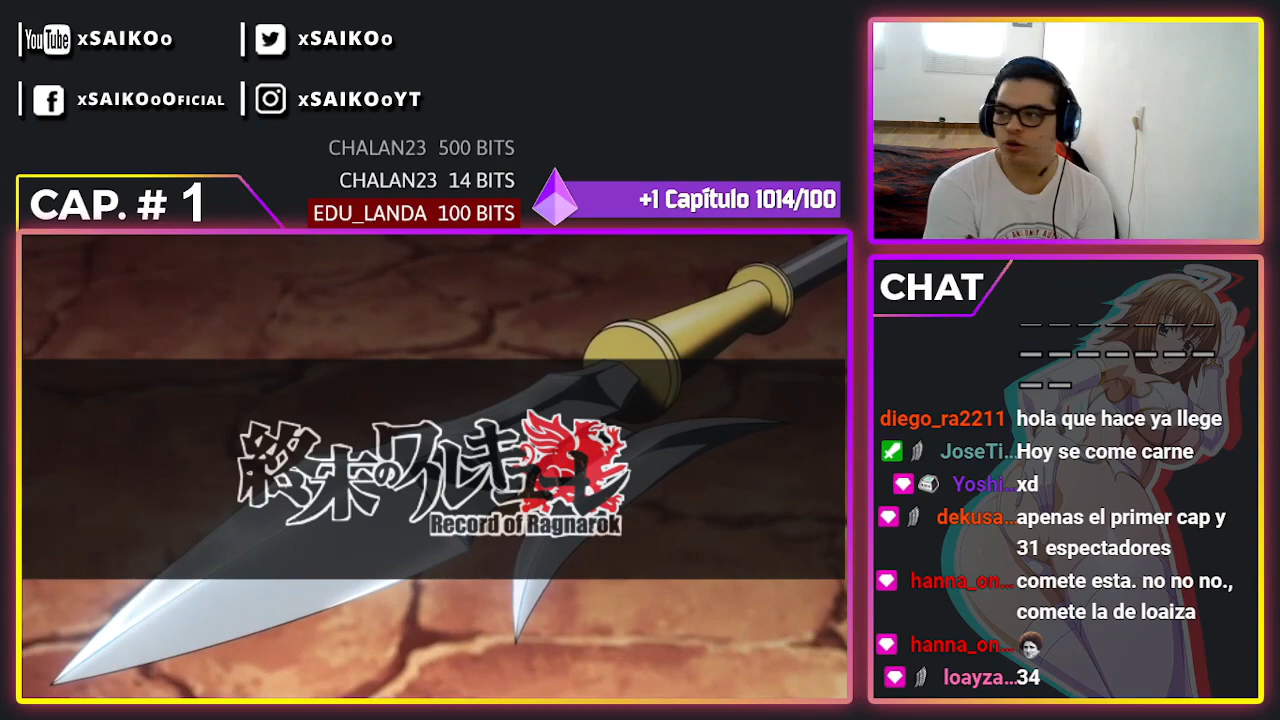 YouTube xSAIKOo
xSAIKOo
xSAIKOoOficial
xSAIKOoYT
CHALAN23 500 BITS
CHALAN23 14 BITS
EDU_LANDA 100 BITS
+1 Capítulo 1014/100
CAP. # 1
終末のワルキューレ
Record of Ragnarok
CHAT
diego_ra2211 hola que hace ya llege
JoseTi... Hoy se come carne
Yoshi... xd
dekusa... apenas el primer cap y
31 espectadores
hanna_on... comete esta. no no no.,
comete la de loaiza
hanna_on...
loayza... 34